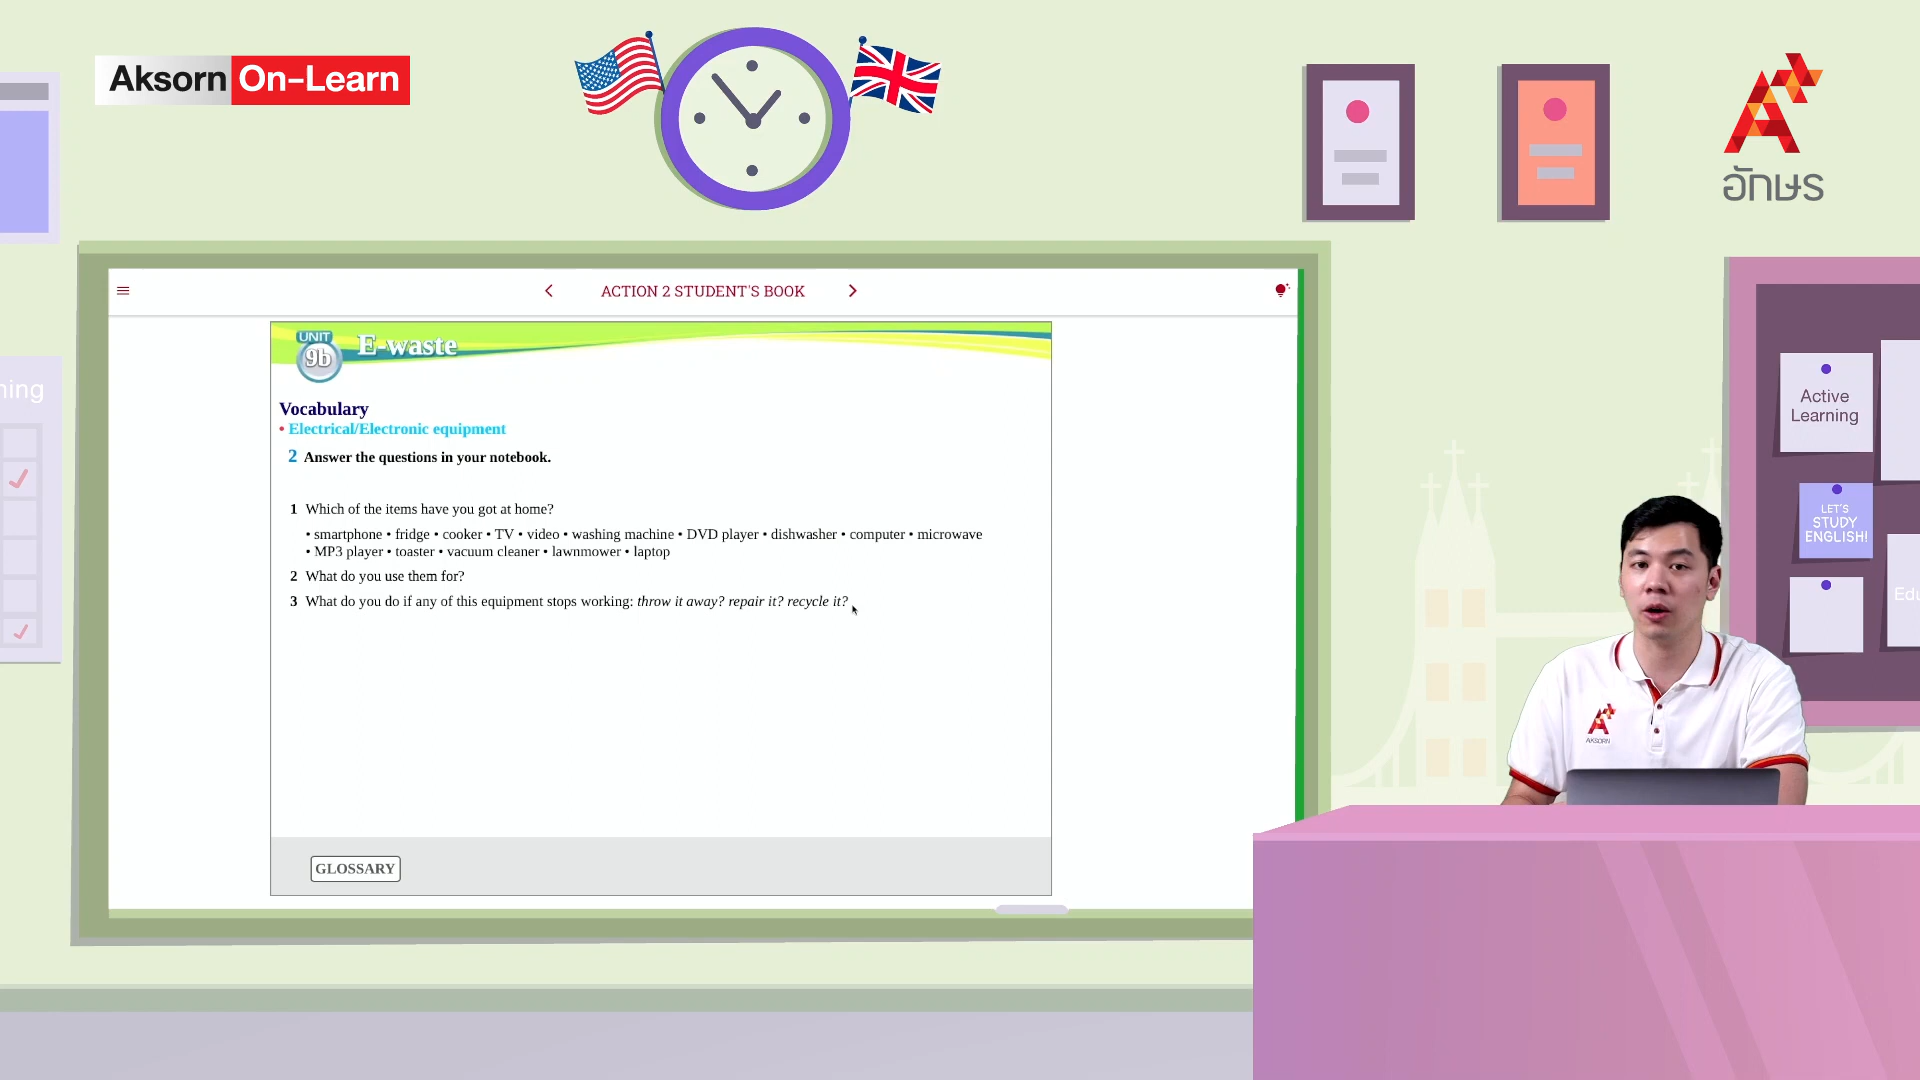 Aksorn On-Learn
อักษร
ACTION 2 STUDENT'S BOOK
UNIT
9b
E-waste
Vocabulary
• Electrical/Electronic equipment
2 Answer the questions in your notebook.
1 Which of the items have you got at home?
• smartphone • fridge • cooker • TV • video • washing machine • DVD player • dishwasher • computer • microwave
• MP3 player • toaster • vacuum cleaner • lawnmower • laptop
2 What do you use them for?
3 What do you do if any of this equipment stops working: throw it away? repair it? recycle it?
GLOSSARY
Active
Learning
LET'S
STUDY
ENGLISH!
Edu
ning
AKSORN